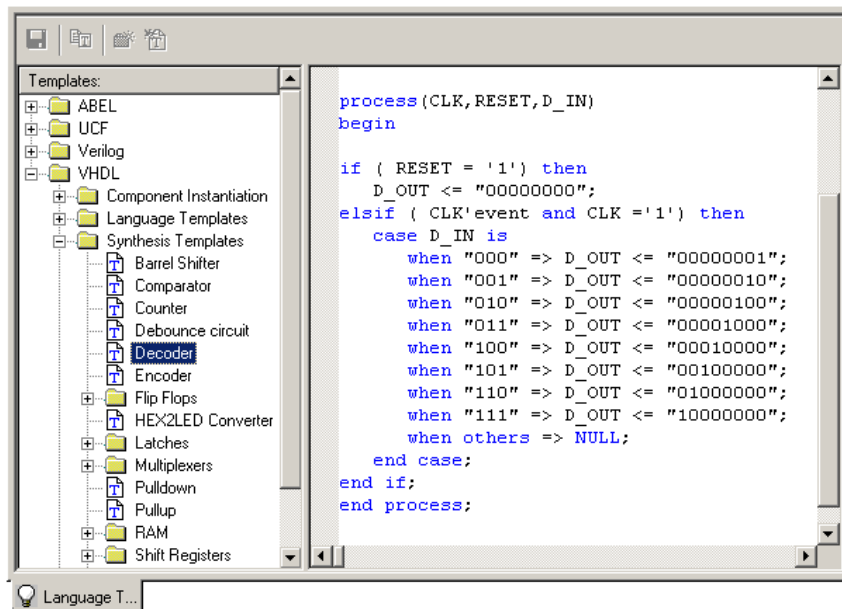 Templates:
ABEL
UCF
Verilog
VHDL
Component Instantiation
Language Templates
Synthesis Templates
Barrel Shifter
Comparator
Counter
Debounce circuit
Decoder
Encoder
Flip Flops
HEX2LED Converter
Latches
Multiplexers
Pulldown
Pullup
RAM
Shift Registers
process(CLK,RESET,D_IN)
begin
if ( RESET = '1') then
D_OUT <= "00000000";
elsif ( CLK'event and CLK ='1') then
case D_IN is
when "000" => D_OUT <= "00000001";
when "001" => D_OUT <= "00000010";
when "010" => D_OUT <= "00000100";
when "011" => D_OUT <= "00001000";
when "100" => D_OUT <= "00010000";
when "101" => D_OUT <= "00100000";
when "110" => D_OUT <= "01000000";
when "111" => D_OUT <= "10000000";
when others => NULL;
end case;
end if;
end process;
Language T...